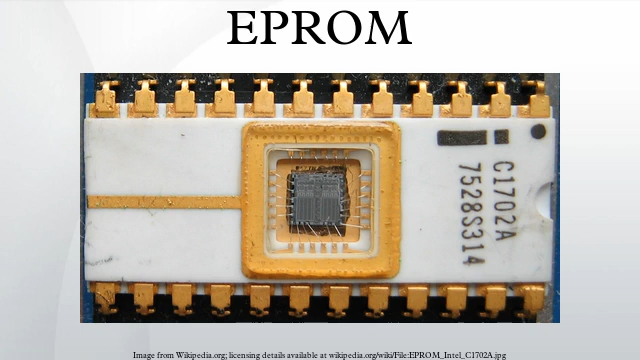 EPROM
C1702A
7528S314
Image from Wikipedia.org; licensing details available at wikipedia.org/wiki/File:EPROM_Intel_C1702A.jpg